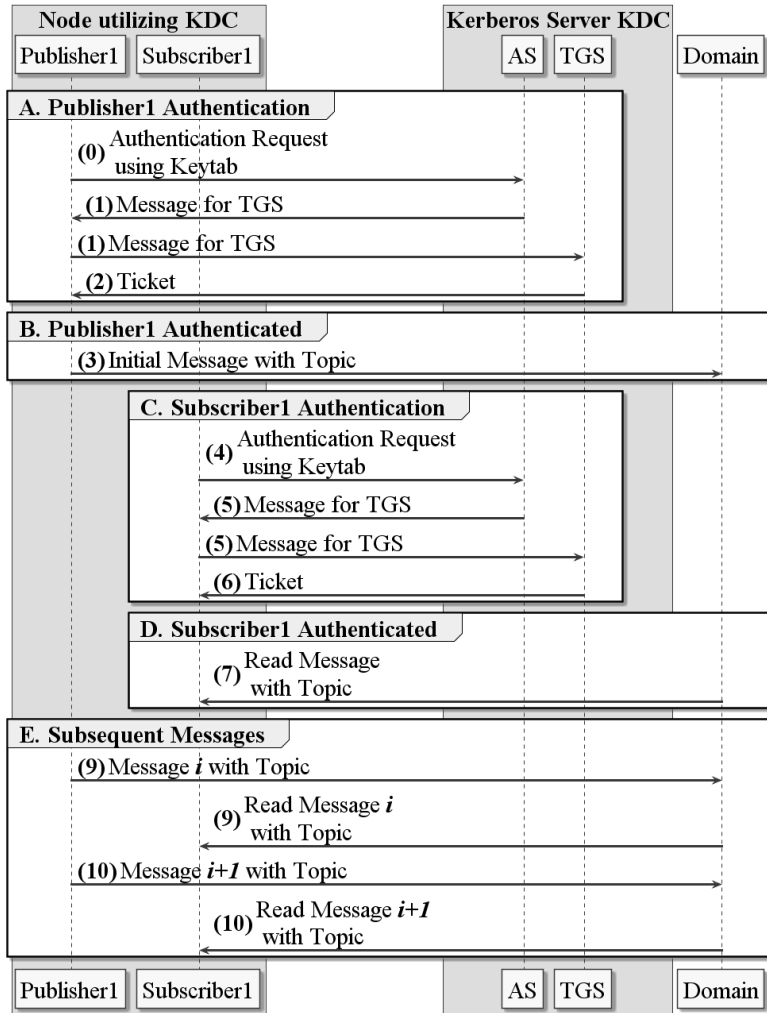 Node utilizing KDC
Kerberos Server KDC
Publisher1
Subscriber1
AS
TGS
Domain
A. Publisher1 Authentication
(0) Authentication Request
using Keytab
(1) Message for TGS
(1) Message for TGS
(2) Ticket
B. Publisher1 Authenticated
(3) Initial Message with Topic
C. Subscriber1 Authentication
(4) Authentication Request
using Keytab
(5) Message for TGS
(5) Message for TGS
(6) Ticket
D. Subscriber1 Authenticated
(7) Read Message
with Topic
E. Subsequent Messages
(9) Message i with Topic
(9) Read Message i
with Topic
(10) Message i+1 with Topic
(10) Read Message i+1
with Topic
Publisher1
Subscriber1
AS
TGS
Domain